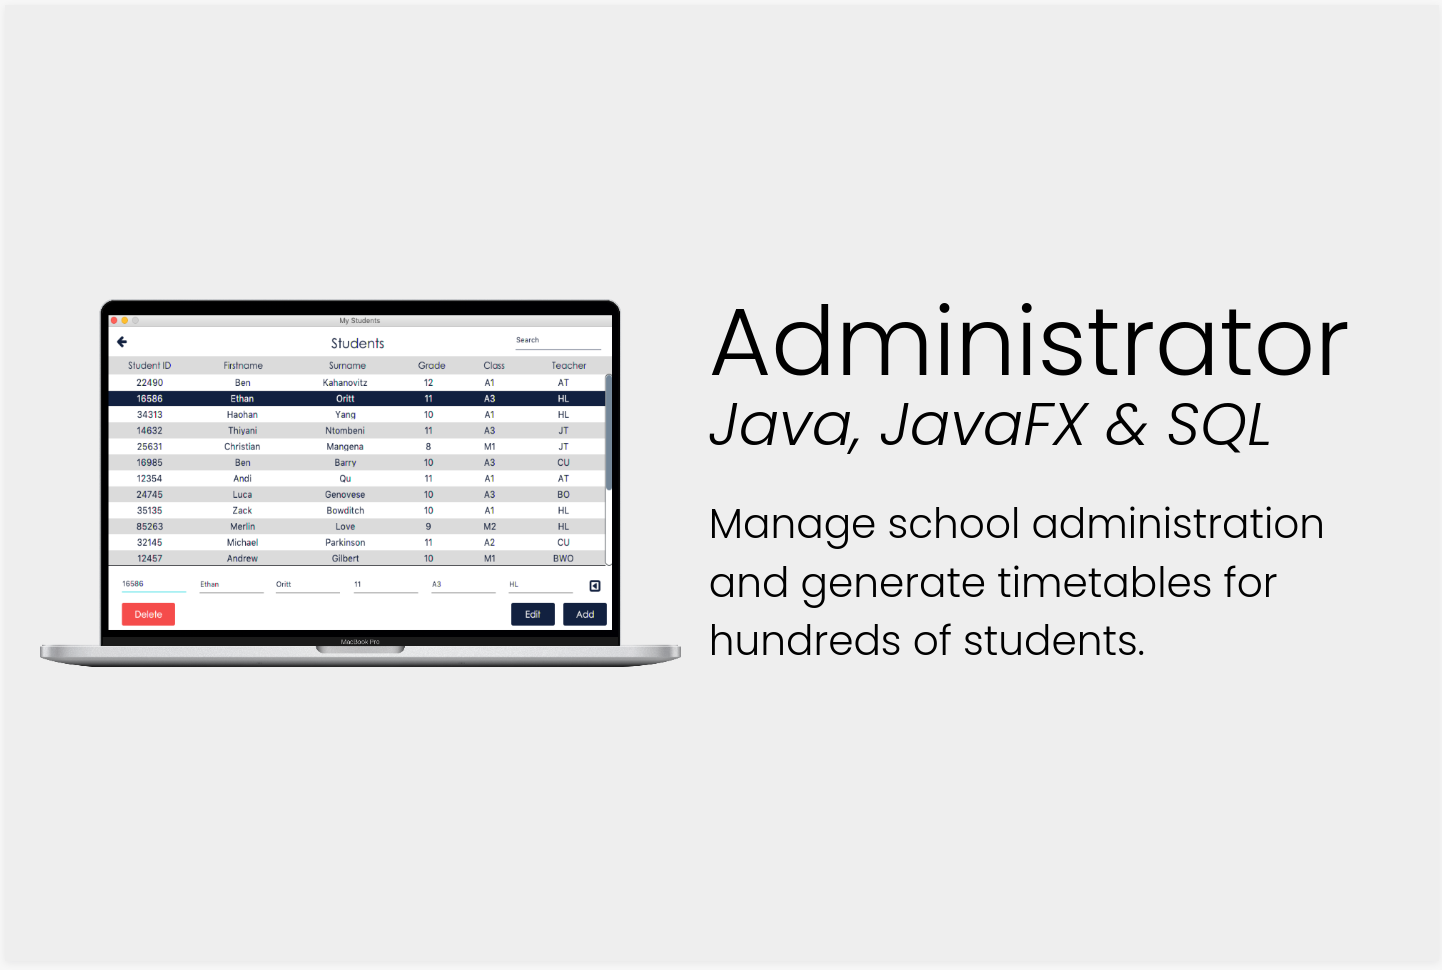 My Students
Students
Search
Student ID Firstname Surname Grade Class Teacher
22490 Ben Kahanovitz 12 A1 AT
16586 Ethan Oritt 11 A3 HL
34313 Haohan Yang 10 A1 HL
14632 Thiyani Ntombeni 11 A3 JT
25631 Christian Mangena 8 M1 JT
16985 Ben Barry 10 A3 CU
12354 Andi Qu 11 A1 AT
24745 Luca Genovese 10 A3 BO
35135 Zack Bowditch 10 A1 HL
85263 Merlin Love 9 M2 HL
32145 Michael Parkinson 11 A2 CU
12457 Andrew Gilbert 10 M1 BWO
16586 Ethan Oritt 11 A3 HL
Delete Edit Add
MacBook Pro
Administrator
Java, JavaFX & SQL
Manage school administration
and generate timetables for
hundreds of students.